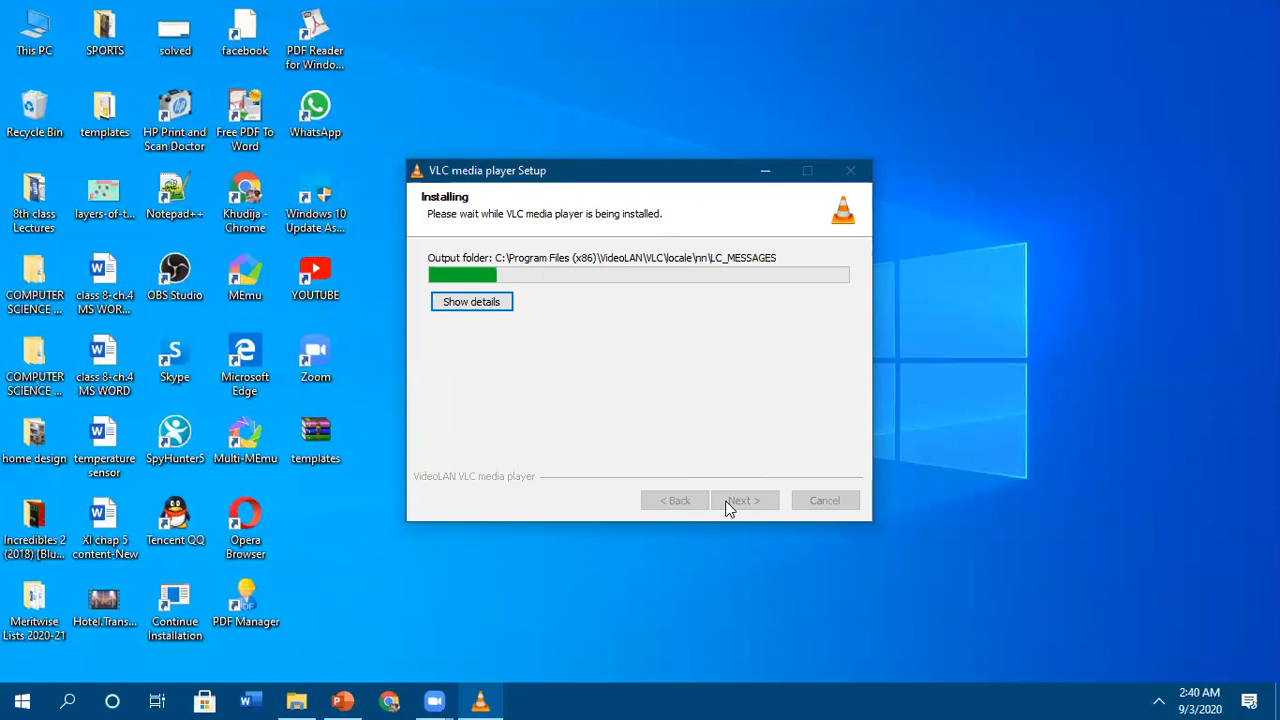 This PC
SPORTS
solved
facebook
PDF Reader
for Windo...
Recycle Bin
templates
HP Print and
Scan Doctor
Free PDF To
Word
WhatsApp
8th class
Lectures
layers-of-t...
Notepad++
Khudija -
Chrome
Windows 10
Update As...
COMPUTER
SCIENCE ...
class 8-ch.4
MS WOR...
OBS Studio
MEmu
YOUTUBE
COMPUTER
SCIENCE ...
class 8-ch.4
MS WORD
Skype
Microsoft
Edge
Zoom
home design
temperature
sensor
SpyHunter5
Multi-MEmu
templates
Incredibles 2
(2018) [Blu...
XI chap 5
content-New
Tencent QQ
Opera
Browser
Meritwise
Lists 2020-21
Hotel.Trans...
Continue
Installation
PDF Manager
VLC media player Setup
Installing
Please wait while VLC media player is being installed.
Output folder: C:\Program Files (x86)\VideoLAN\VLC\locale\nn\LC_MESSAGES
Show details
VideoLAN VLC media player
< Back
Next >
Cancel
2:40 AM
9/3/2020